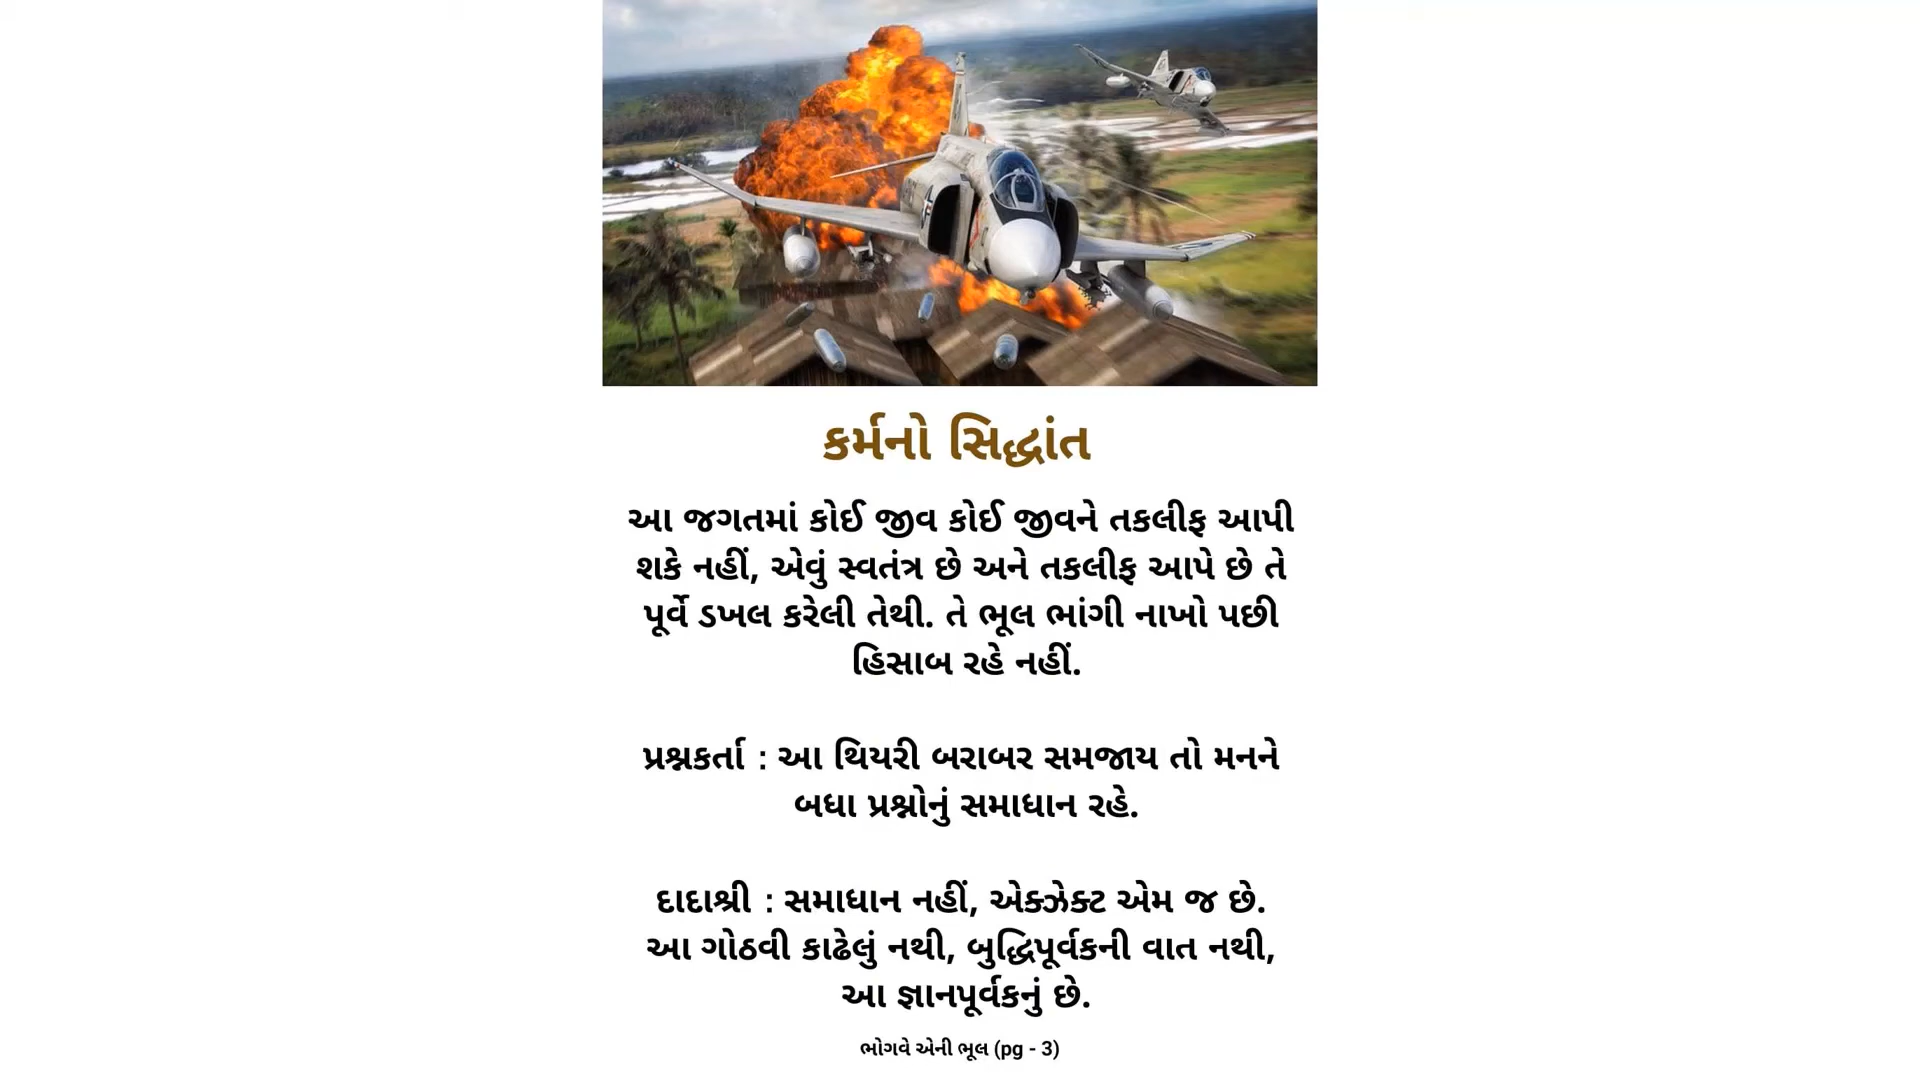 કર્મનો સિદ્ધાંત
આ જગતમાં કોઈ જીવ કોઈ જીવને તકલીફ આપી
શકે નહીં, એવું સ્વતંત્ર છે અને તકલીફ આપે છે તે
પૂર્વે ડખલ કરેલી તેથી. તે ભૂલ ભાંગી નાખો પછી
હિસાબ રહે નહીં.
પ્રશ્નકર્તા : આ થિયરી બરાબર સમજાય તો મનને
બધા પ્રશ્નોનું સમાધાન રહે.
દાદાશ્રી : સમાધાન નહીં, એક્ઝેક્ટ એમ જ છે.
આ ગોઠવી કાઢેલું નથી, બુદ્ધિપૂર્વકની વાત નથી,
આ જ્ઞાનપૂર્વકનું છે.
ભોગવે એની ભૂલ (pg - 3)